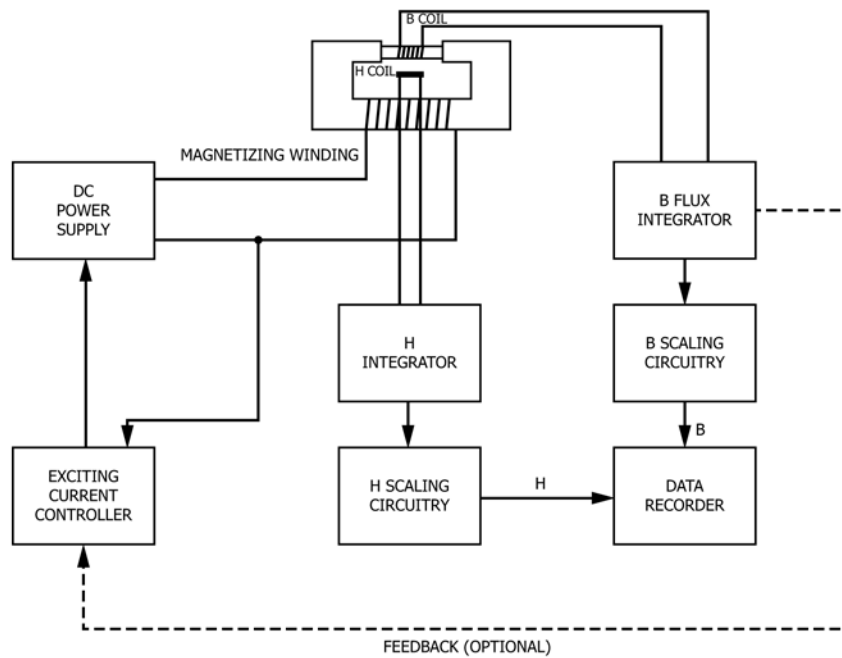 B COIL
H COIL
MAGNETIZING WINDING
DC
POWER
SUPPLY
B FLUX
INTEGRATOR
H
INTEGRATOR
B SCALING
CIRCUITRY
B
EXCITING
CURRENT
CONTROLLER
H SCALING
CIRCUITRY
H
DATA
RECORDER
FEEDBACK (OPTIONAL)